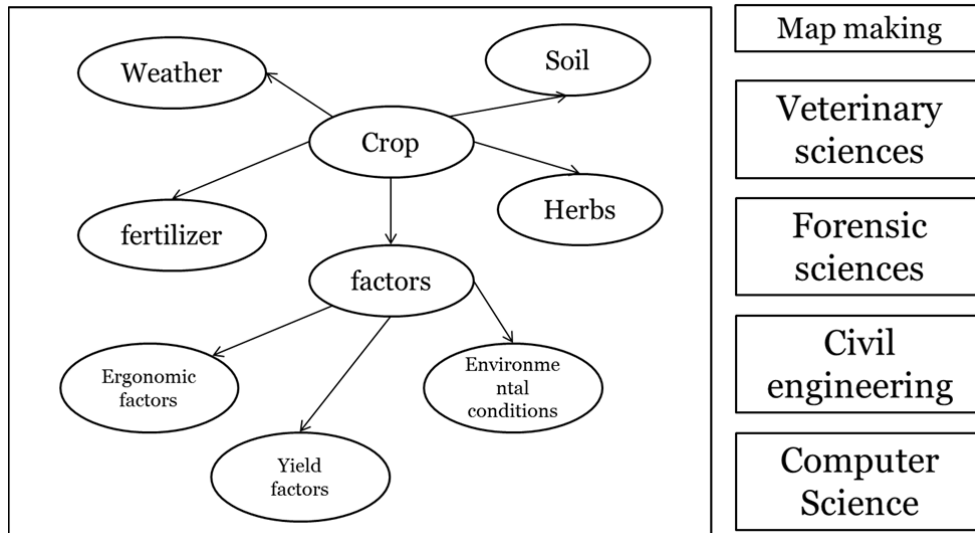 Weather
Soil
Crop
fertilizer
Herbs
factors
Ergonomic
factors
Environme
ntal
conditions
Yield
factors
Map making
Veterinary
sciences
Forensic
sciences
Civil
engineering
Computer
Science